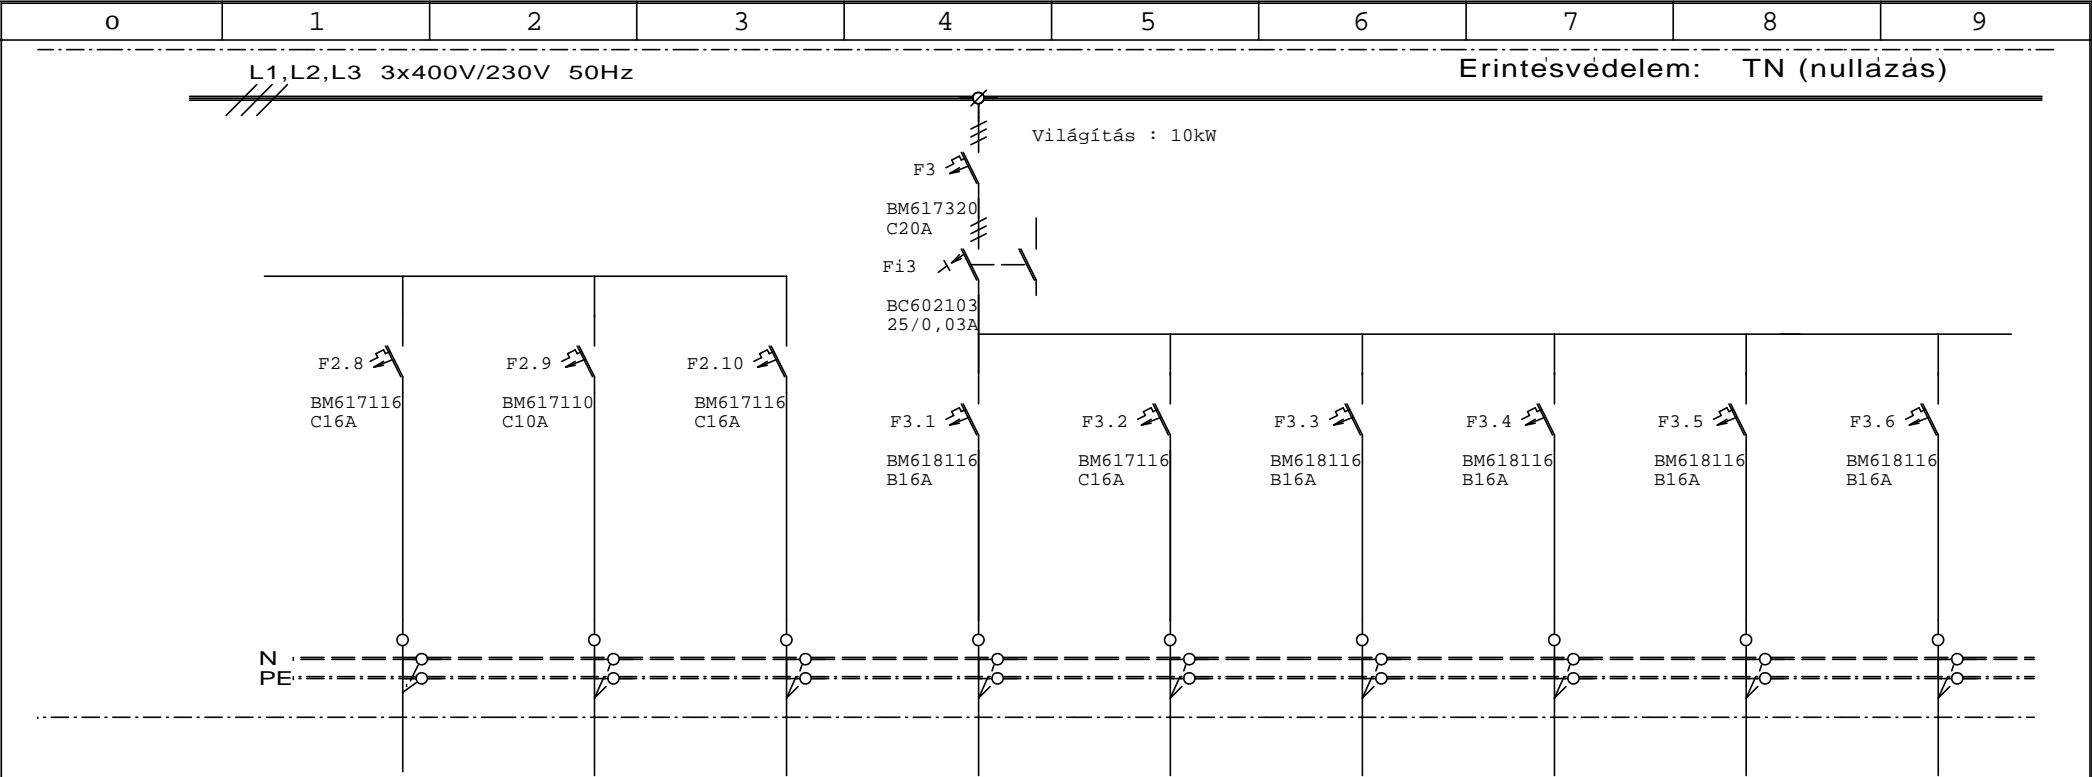 o 1 2 3 4 5 6 7 8 9
L1,L2,L3 3x400V/230V 50Hz
Érintésvédelem: TN (nullázás)
Világítás : 10kW
F3
BM617320
C20A
Fi3
BC602103
25/0,03A
F2.8
BM617116
C16A
F2.9
BM617110
C10A
F2.10
BM617116
C16A
F3.1
BM618116
B16A
F3.2
BM617116
C16A
F3.3
BM618116
B16A
F3.4
BM618116
B16A
F3.5
BM618116
B16A
F3.6
BM618116
B16A
N
PE